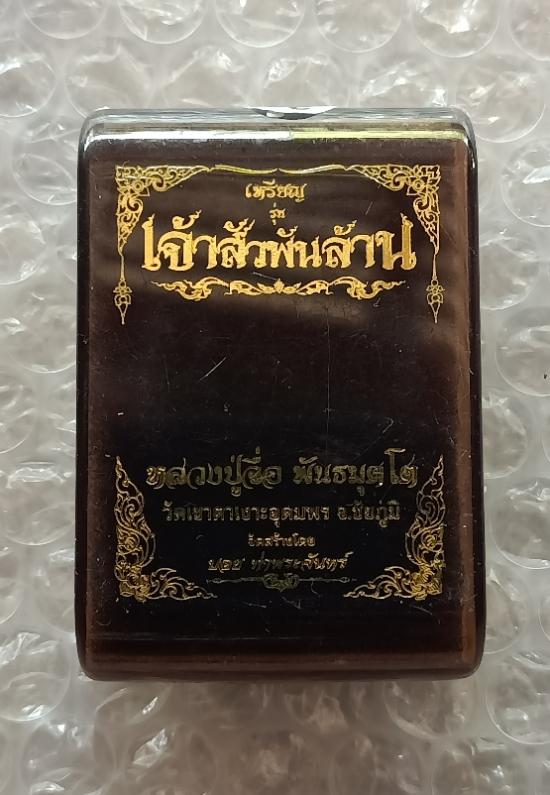 เหรียญ
รุ่น
เจ้าสัวพันล้าน
หลวงปู่จื่อ พันธมุตโต
วัดเขาตาเงาะอุดมพร จ.ชัยภูมิ
จัดสร้างโดย
บอย ท่าพระจันทร์